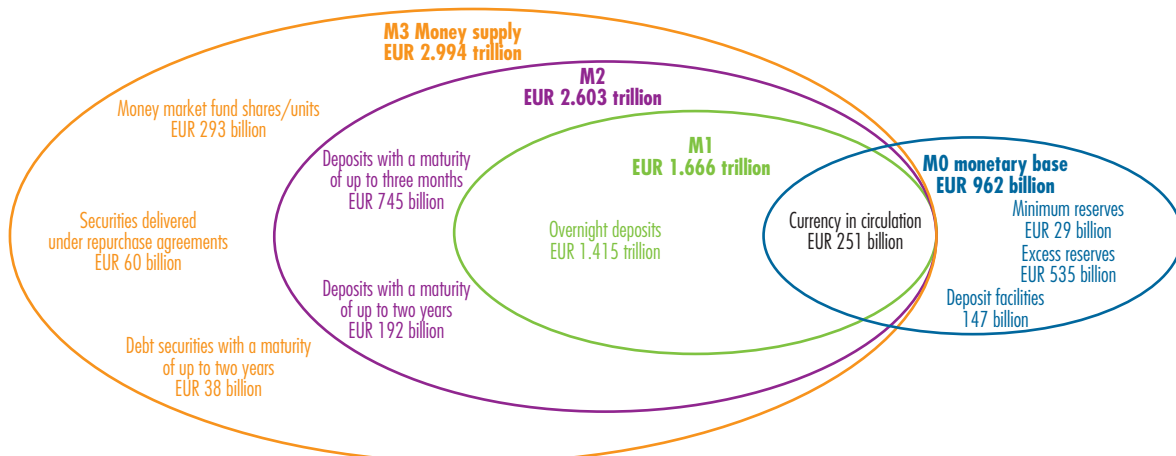 M3 Money supply
EUR 2.994 trillion
M2
EUR 2.603 trillion
Money market fund shares/units
EUR 293 billion
M1
EUR 1.666 trillion
Deposits with a maturity
of up to three months
EUR 745 billion
M0 monetary base
EUR 962 billion
Securities delivered
under repurchase agreements
EUR 60 billion
Overnight deposits
EUR 1.415 trillion
Currency in circulation
EUR 251 billion
Minimum reserves
EUR 29 billion
Excess reserves
EUR 535 billion
Deposit facilities
147 billion
Deposits with a maturity
of up to two years
EUR 192 billion
Debt securities with a maturity
of up to two years
EUR 38 billion